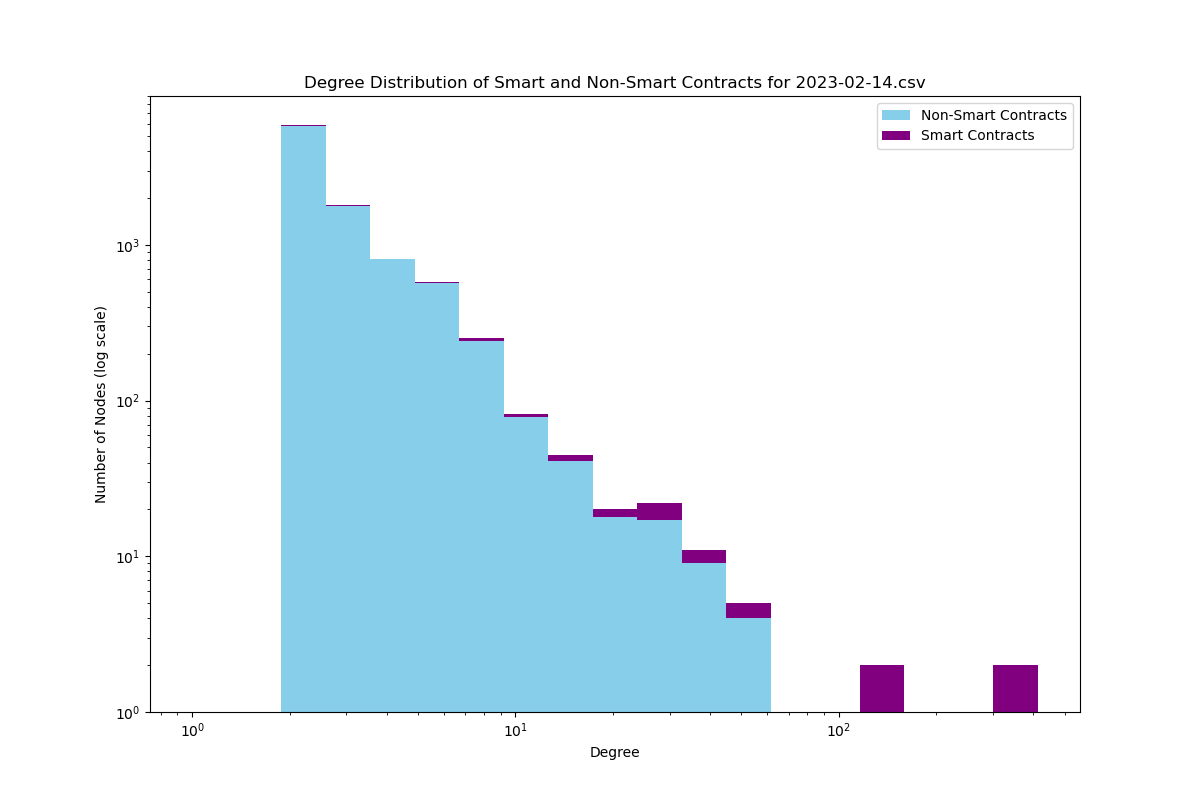 Degree Distribution of Smart and Non-Smart Contracts for 2023-02-14.csv
Non-Smart Contracts
Smart Contracts
Number of Nodes (log scale)
10³
10²
10¹
10⁰
10⁰ 10¹ 10²
Degree